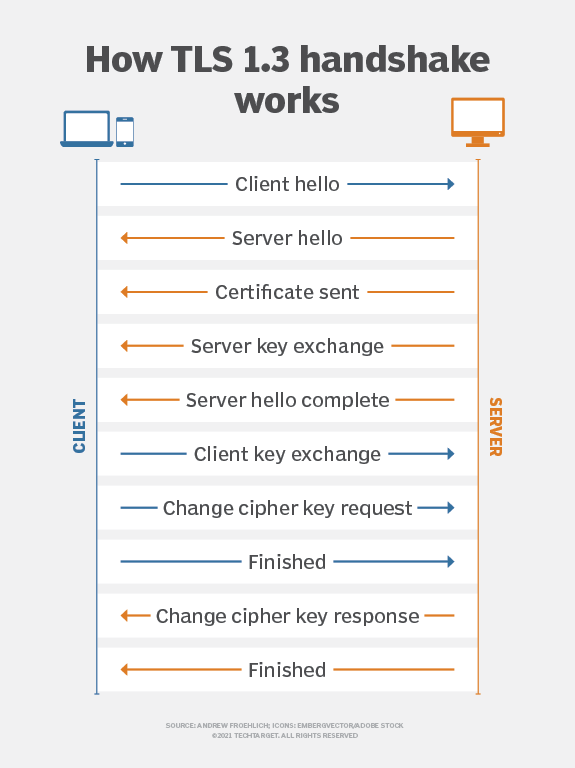 How TLS 1.3 handshake
works
Client hello
Server hello
Certificate sent
Server key exchange
Server hello complete
CLIENT
SERVER
Client key exchange
Change cipher key request
Finished
Change cipher key response
Finished
SOURCE: ANDREW FROEHLICH; ICONS: EMBERGVECTOR/ADOBE STOCK
©2021 TECHTARGET. ALL RIGHTS RESERVED